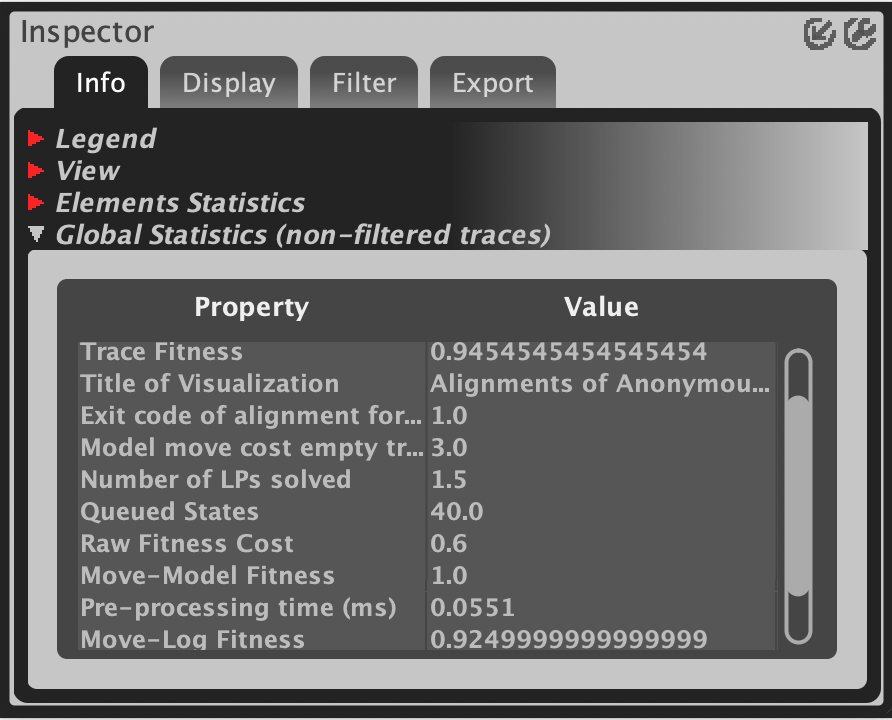 Inspector
Info Display Filter Export
Legend
View
Elements Statistics
Global Statistics (non-filtered traces)
Property Value
Trace Fitness 0.9454545454545454
Title of Visualization Alignments of Anonymou...
Exit code of alignment for... 1.0
Model move cost empty tr... 3.0
Number of LPs solved 1.5
Queued States 40.0
Raw Fitness Cost 0.6
Move-Model Fitness 1.0
Pre-processing time (ms) 0.0551
Move-Log Fitness 0.9249999999999999